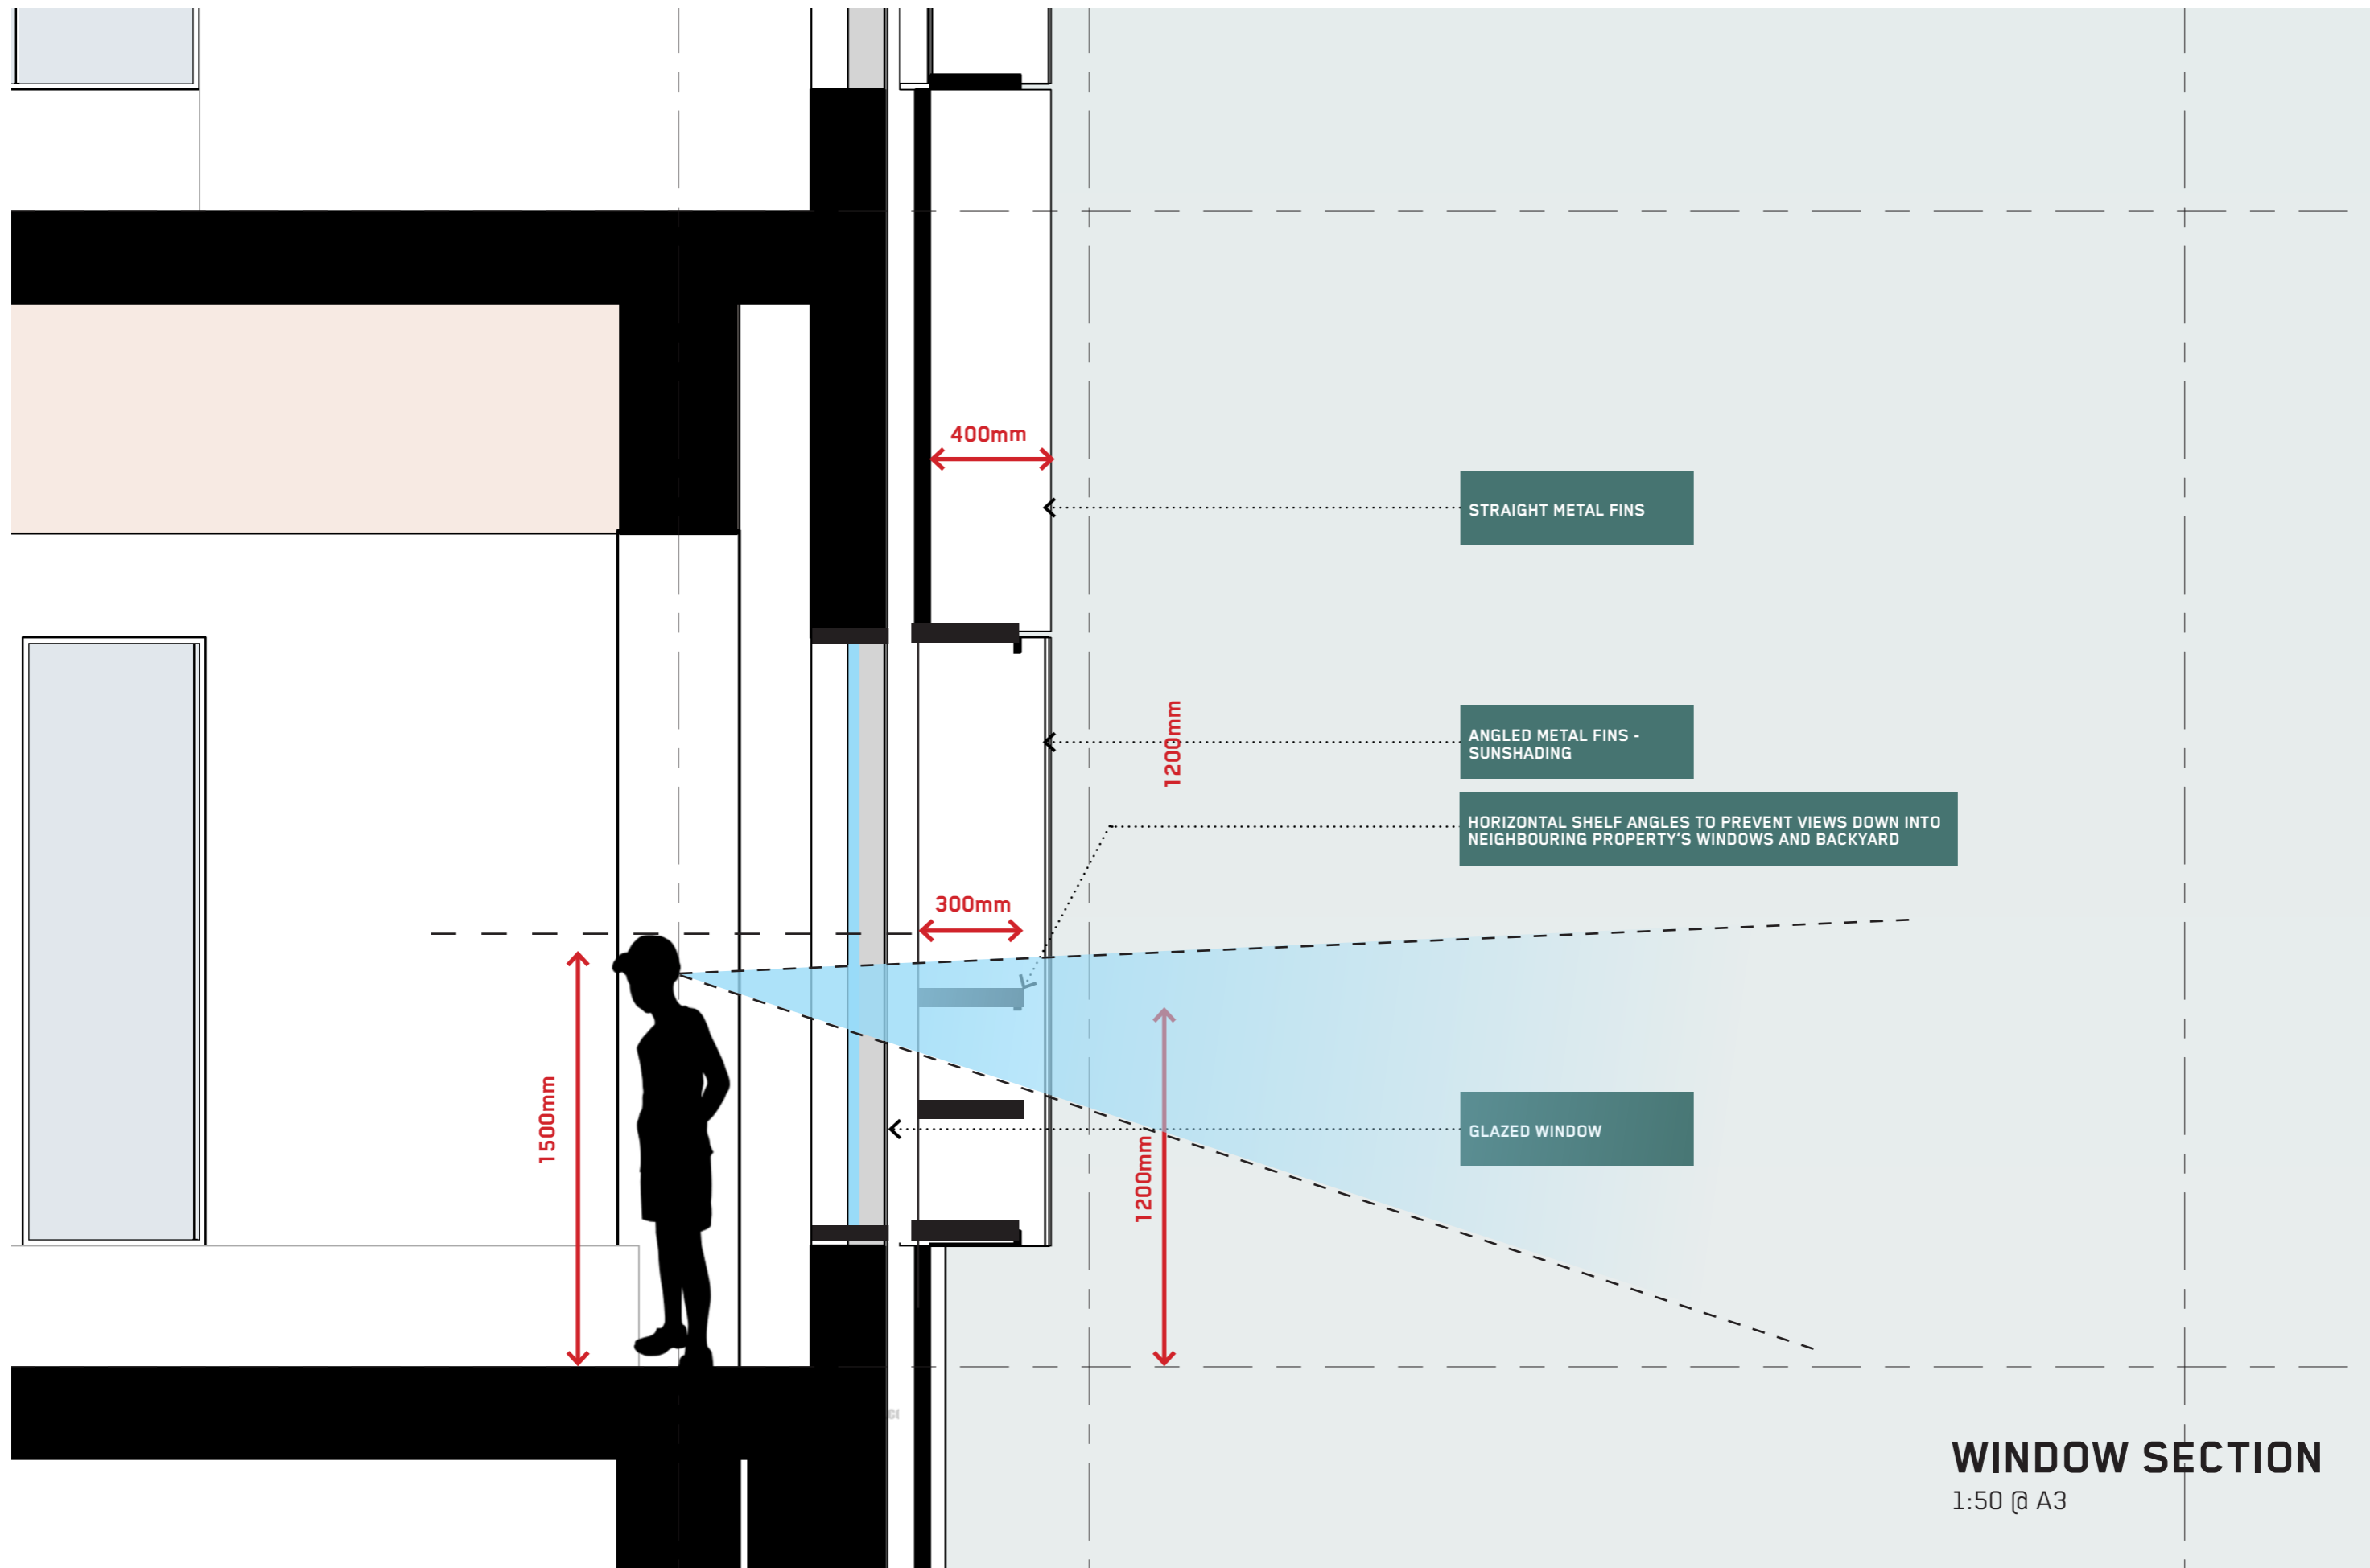 400mm
STRAIGHT METAL FINS
1200mm
ANGLED METAL FINS -
SUNSHADING
HORIZONTAL SHELF ANGLES TO PREVENT VIEWS DOWN INTO
NEIGHBOURING PROPERTY'S WINDOWS AND BACKYARD
300mm
1500mm
1200mm
GLAZED WINDOW
WINDOW SECTION
1:50 @ A3